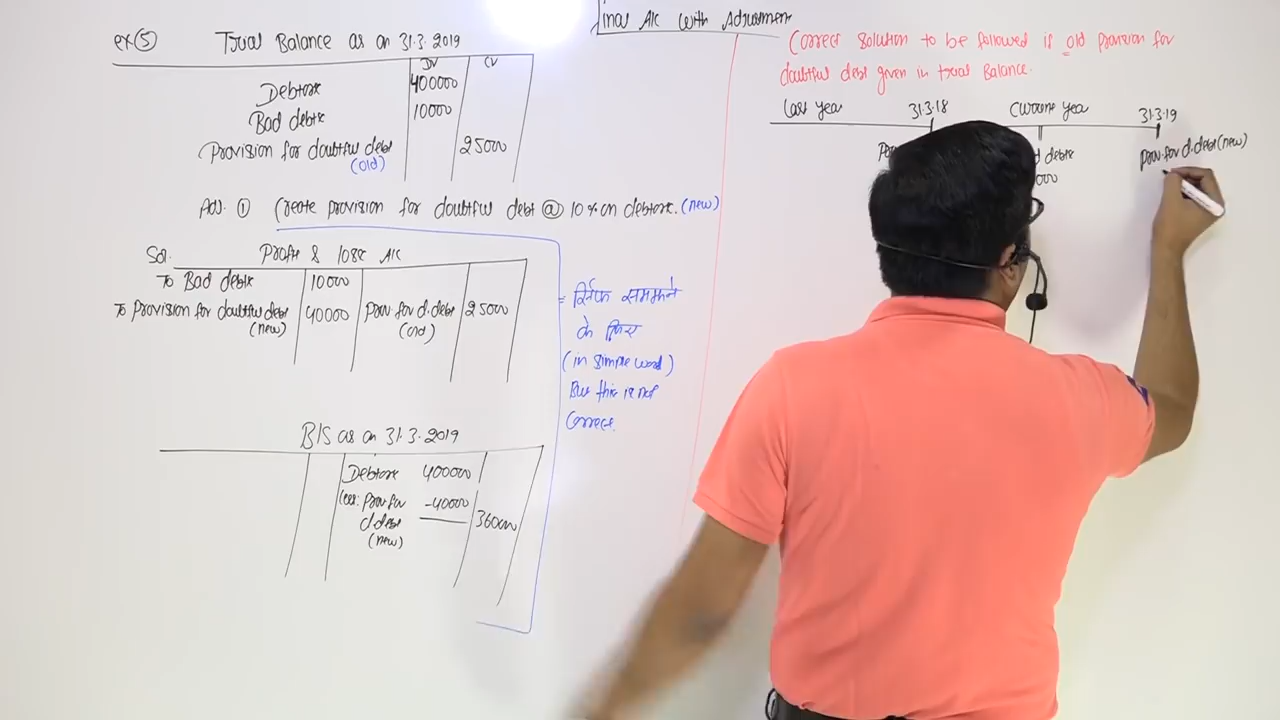 Final A/c with Adjustment
ex (5) Trial Balance as on 31.3.2019
Dr Cr
Debtors 400000
Bad debts 10000
Provision for doubtful debt 25000
(old)
Adj. ① Create provision for doubtful debt @ 10% on debtors. (new)
Sol. Profit & loss A/c
To Bad debts 10000
To Provision for doubtful debt 40000 Prov. for d. debt 25000
(new) (old)
= सिर्फ समझने
के लिए
(in simple word)
But this is not
correct.
B/S as on 31.3.2019
Debtors 400000
less: Prov for -40000
d. debt 360000
(new)
Correct solution to be followed is old provision for
doubtful debt given in trial Balance.
Last year 31.3.18 Current year 31.3.19
d debts Prov. for d. debt (new)
000